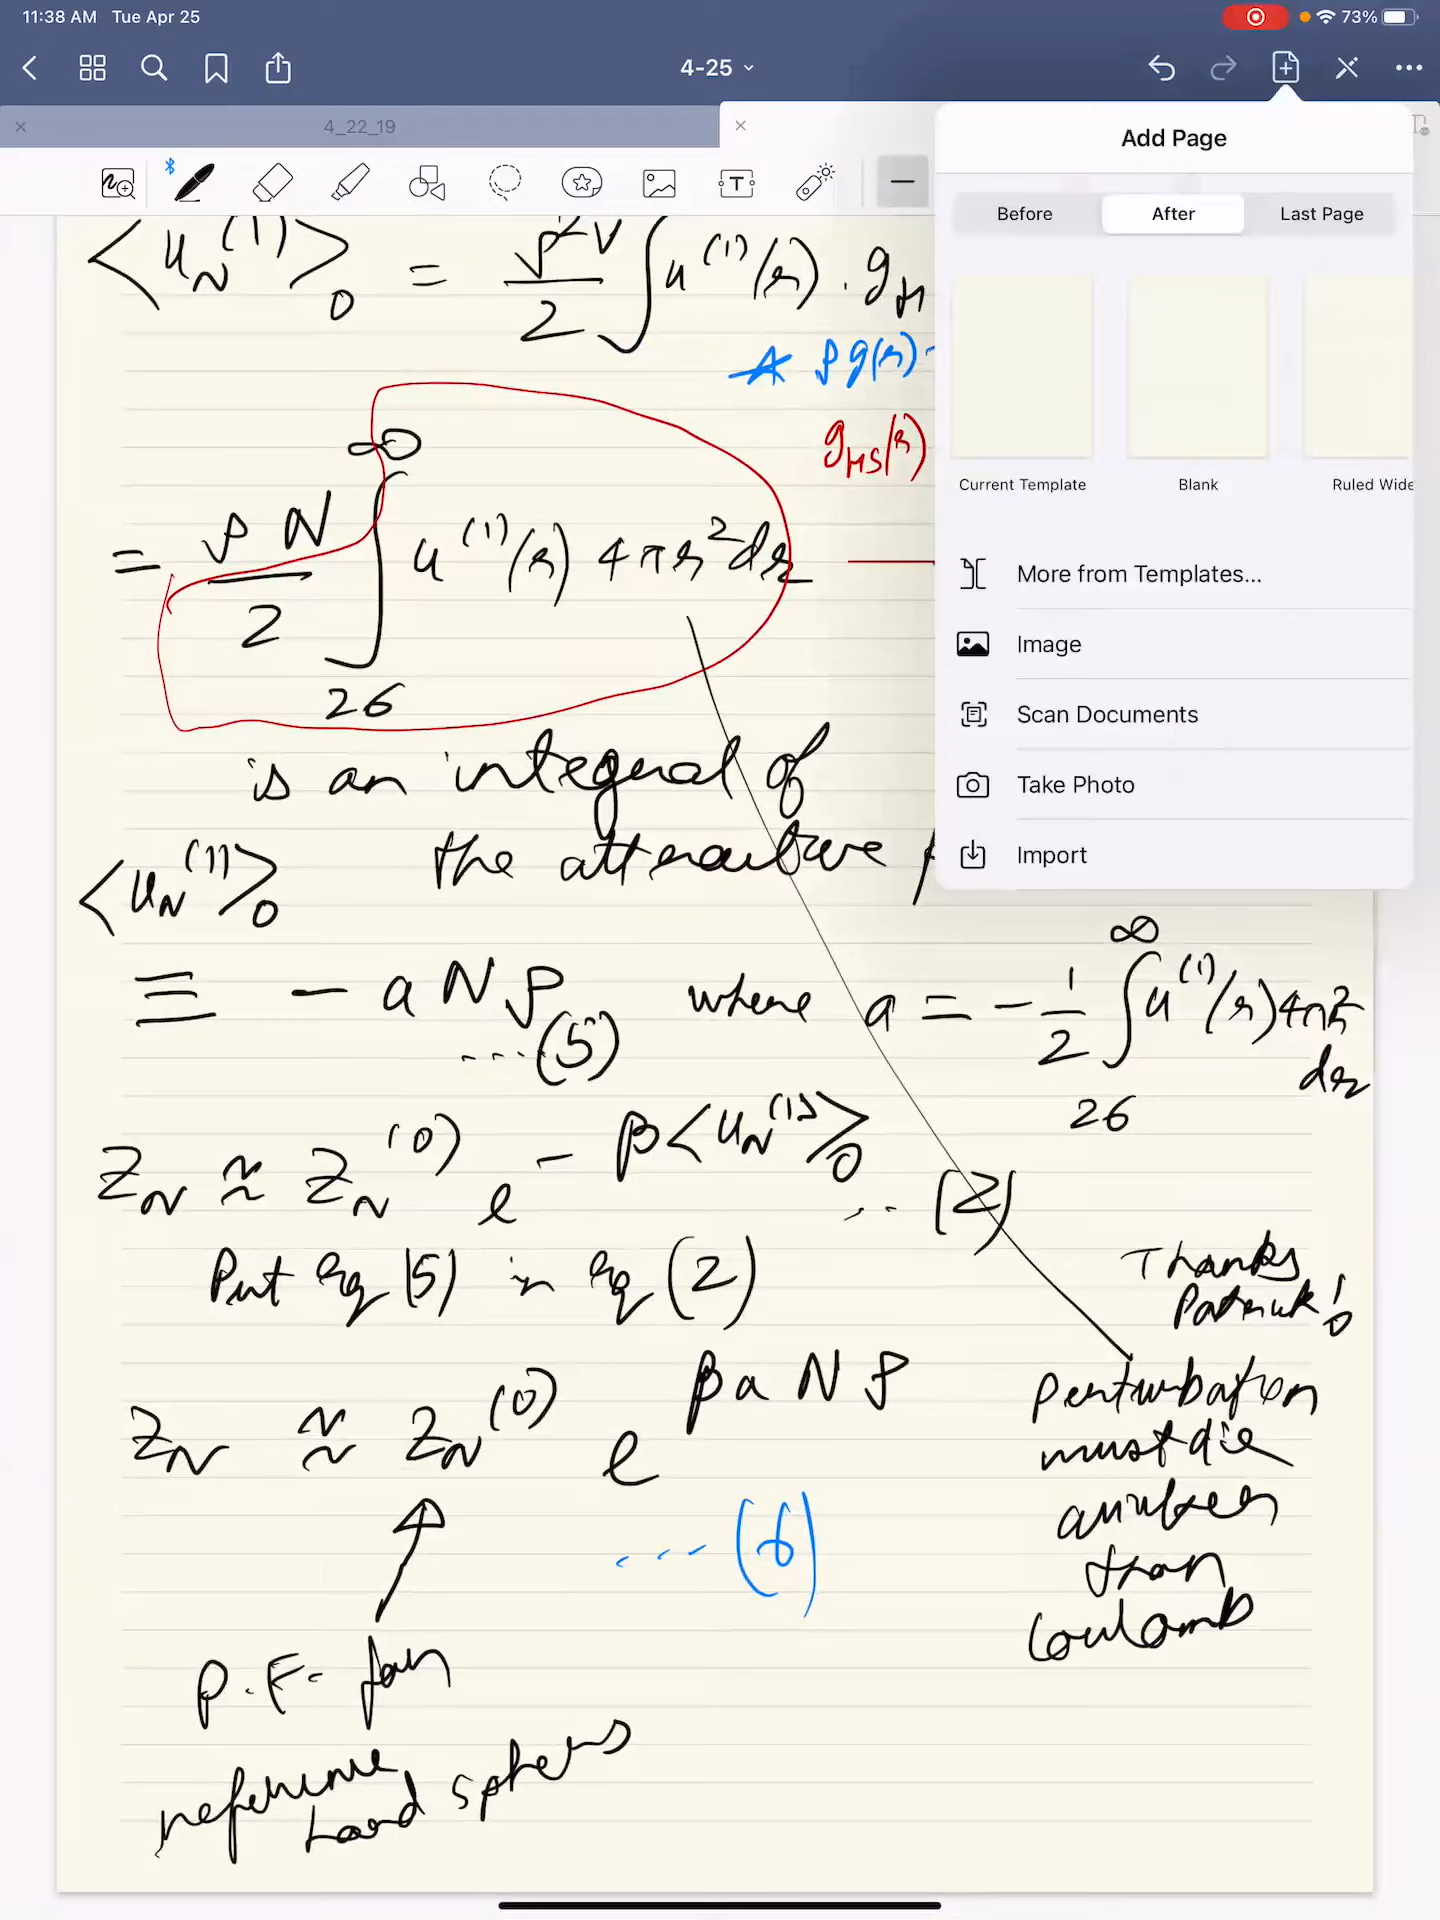 11:38 AM Tue Apr 25
73%
4-25
4_22_19
Add Page
Before After Last Page
Current Template Blank Ruled Wide
More from Templates...
Image
Scan Documents
Take Photo
Import
<u_N^(1)>_0 = ρ²V/2 ∫ u^(1)(r) . g_H
* ρ g(r)
g_HS(r)
= ρN/2 ∫_2σ^∞ u^(1)(r) 4πr²dr
is an integral of
<u_N^(1)>_0 the attractive
≡ - a N ρ ...(5) where a = - 1/2 ∫_2σ^∞ u^(1)(r) 4πr² dr
Z_N ≈ Z_N^(0) e^-β<u_N^(1)>_0 ... (2)
Put eq (5) in eq (2)
Thanks
Patrick!
Z_N ≈ Z_N^(0) e^βaNρ
.... (6)
Perturbation
must die
quicker
than
Coulomb
P.F. for
reference
hard spheres